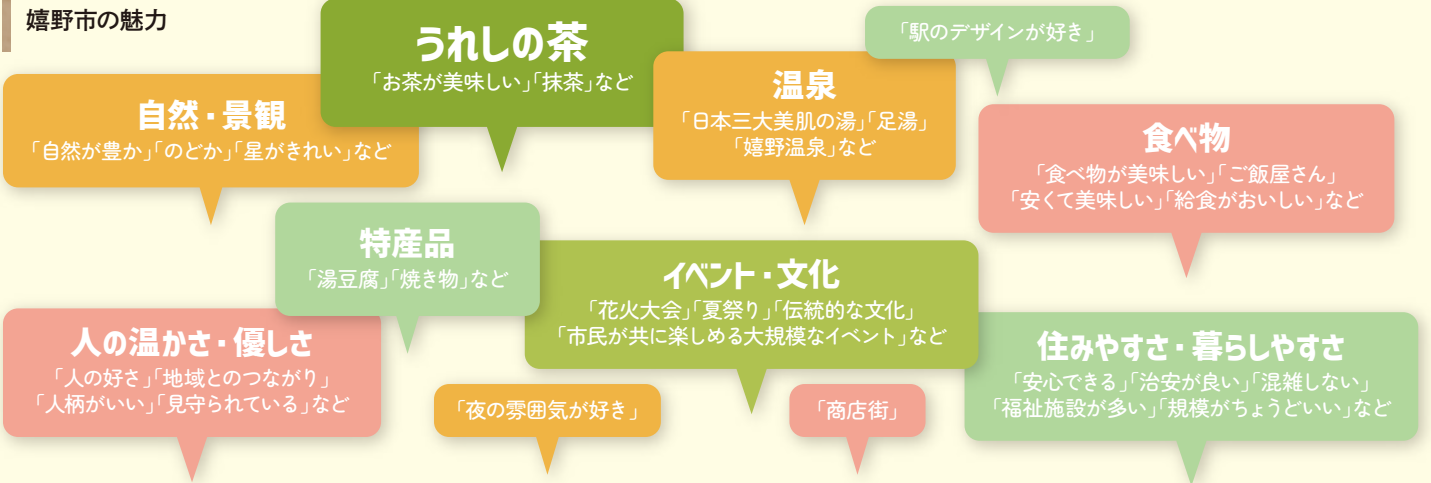 嬉野市の魅力
うれしの茶
「お茶が美味しい」「抹茶」など
「駅のデザインが好き」
自然・景観
「自然が豊か」「のどか」「星がきれい」など
温泉
「日本三大美肌の湯」「足湯」
「嬉野温泉」など
食べ物
「食べ物が美味しい」「ご飯屋さん」
「安くて美味しい」「給食がおいしい」など
特産品
「湯豆腐」「焼き物」など
イベント・文化
「花火大会」「夏祭り」「伝統的な文化」
「市民が共に楽しめる大規模なイベント」など
人の温かさ・優しさ
「人の好さ」「地域とのつながり」
「人柄がいい」「見守られている」など
住みやすさ・暮らしやすさ
「安心できる」「治安が良い」「混雑しない」
「福祉施設が多い」「規模がちょうどいい」など
「夜の雰囲気が好き」
「商店街」